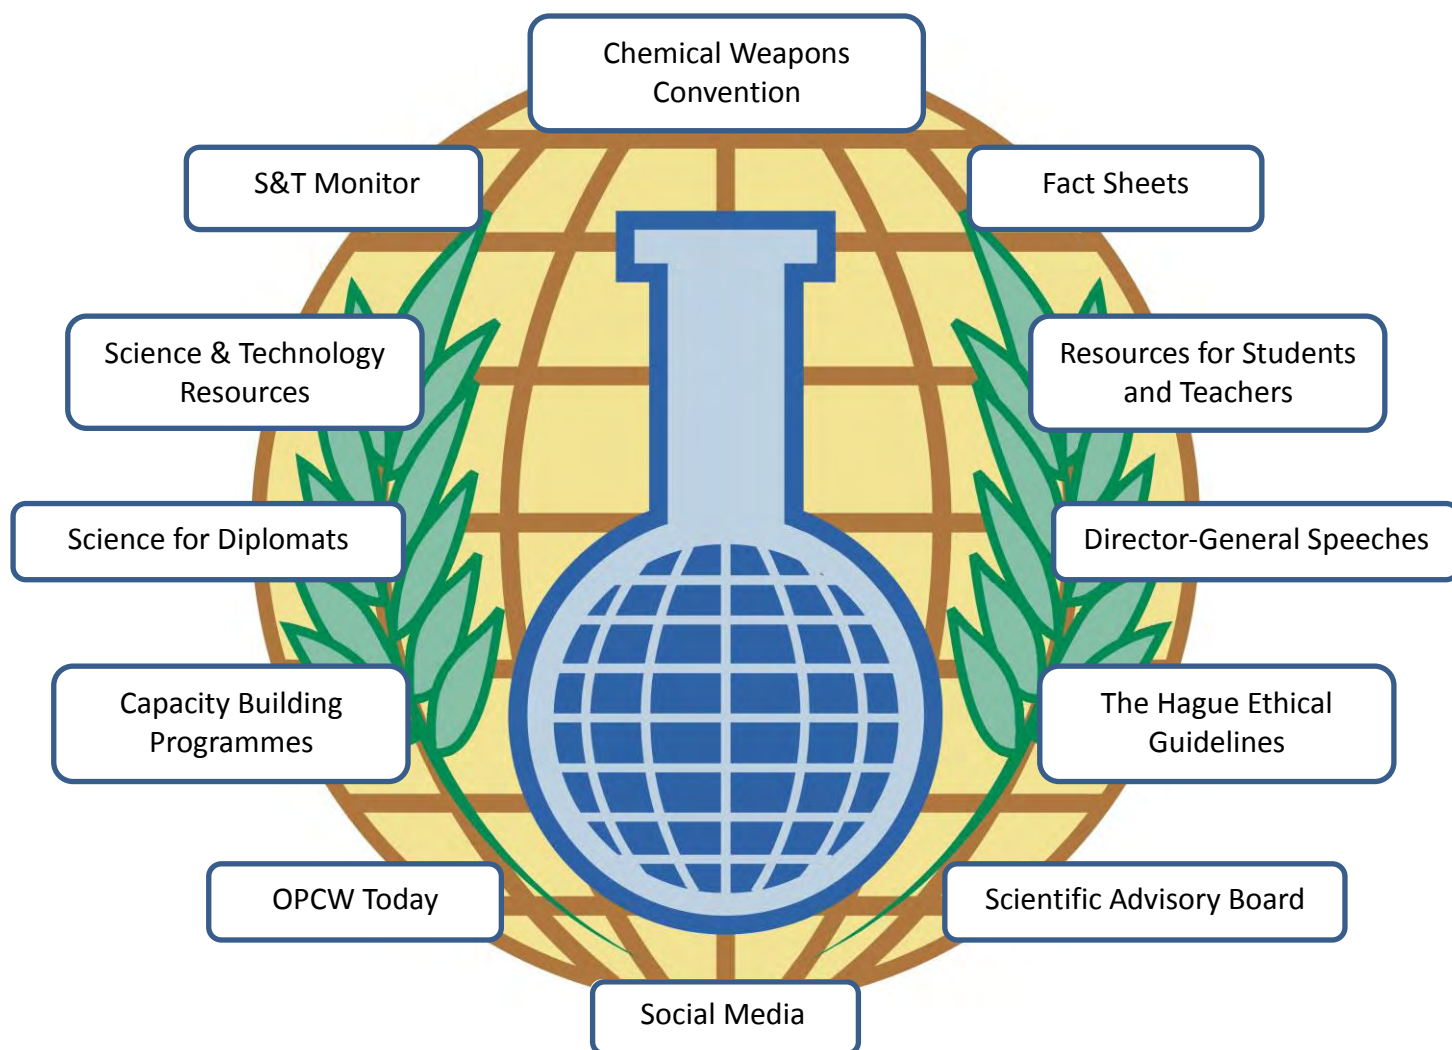 Chemical Weapons
Convention
S&T Monitor
Fact Sheets
Science & Technology
Resources
Resources for Students
and Teachers
Science for Diplomats
Director-General Speeches
Capacity Building
Programmes
The Hague Ethical
Guidelines
OPCW Today
Scientific Advisory Board
Social Media